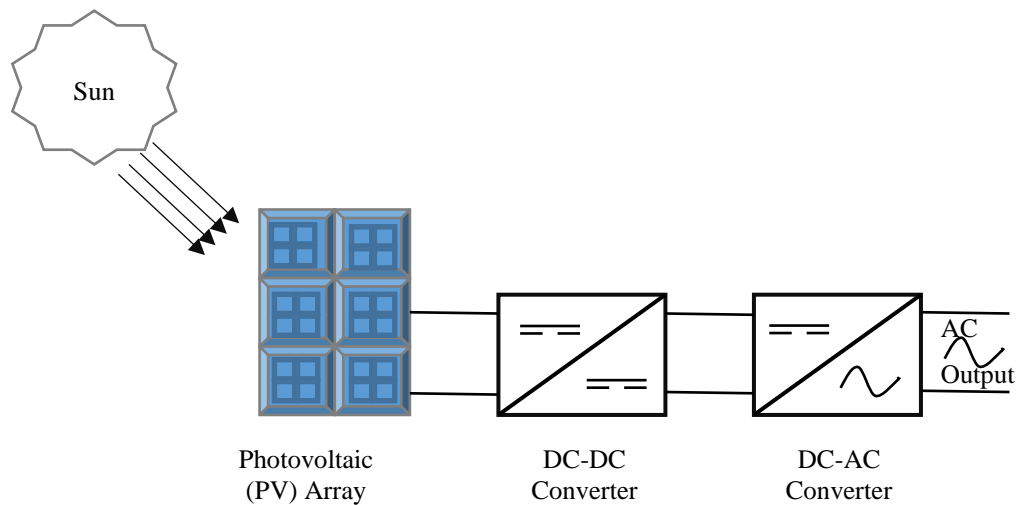 Sun
AC
Output
Photovoltaic
(PV) Array
DC-DC
Converter
DC-AC
Converter